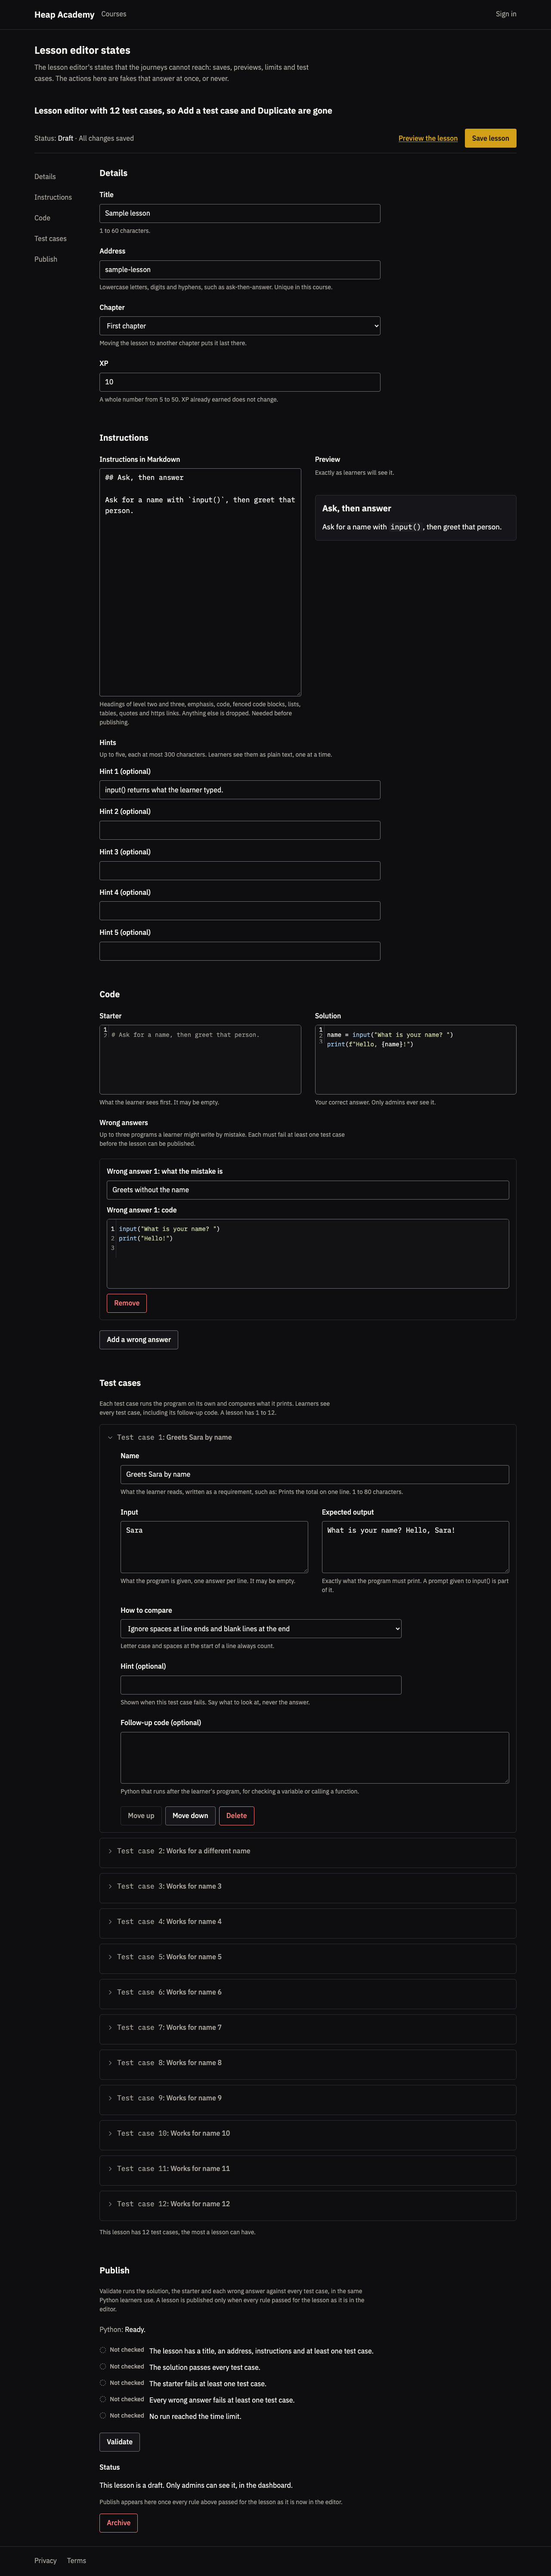 Heap Academy Courses Sign in
Lesson editor states
The lesson editor's states that the journeys cannot reach: saves, previews, limits and test
cases. The actions here are fakes that answer at once, or never.
Lesson editor with 12 test cases, so Add a test case and Duplicate are gone
Status: Draft · All changes saved
Preview the lesson
Save lesson
Details
Instructions
Code
Test cases
Publish
Details
Title
Sample lesson
1 to 60 characters.
Address
sample-lesson
Lowercase letters, digits and hyphens, such as ask-then-answer. Unique in this course.
Chapter
First chapter
Moving the lesson to another chapter puts it last there.
XP
10
A whole number from 5 to 50. XP already earned does not change.
Instructions
Instructions in Markdown
## Ask, then answer
Ask for a name with `input()`, then greet that
person.
Headings of level two and three, emphasis, code, fenced code blocks, lists,
tables, quotes and https links. Anything else is dropped. Needed before
publishing.
Preview
Exactly as learners will see it.
Ask, then answer
Ask for a name with input(), then greet that person.
Hints
Up to five, each at most 300 characters. Learners see them as plain text, one at a time.
Hint 1 (optional)
input() returns what the learner typed.
Hint 2 (optional)
Hint 3 (optional)
Hint 4 (optional)
Hint 5 (optional)
Code
Starter
1 # Ask for a name, then greet that person.
2
What the learner sees first. It may be empty.
Solution
1 name = input("What is your name? ")
2 print(f"Hello, {name}!")
3
Your correct answer. Only admins ever see it.
Wrong answers
Up to three programs a learner might write by mistake. Each must fail at least one test case
before the lesson can be published.
Wrong answer 1: what the mistake is
Greets without the name
Wrong answer 1: code
1 input("What is your name? ")
2 print("Hello!")
3
Remove
Add a wrong answer
Test cases
Each test case runs the program on its own and compares what it prints. Learners see
every test case, including its follow-up code. A lesson has 1 to 12.
Test case 1: Greets Sara by name
Name
Greets Sara by name
What the learner reads, written as a requirement, such as: Prints the total on one line. 1 to 80 characters.
Input
Sara
What the program is given, one answer per line. It may be empty.
Expected output
What is your name? Hello, Sara!
Exactly what the program must print. A prompt given to input() is part
of it.
How to compare
Ignore spaces at line ends and blank lines at the end
Letter case and spaces at the start of a line always count.
Hint (optional)
Shown when this test case fails. Say what to look at, never the answer.
Follow-up code (optional)
Python that runs after the learner's program, for checking a variable or calling a function.
Move up Move down Delete
Test case 2: Works for a different name
Test case 3: Works for name 3
Test case 4: Works for name 4
Test case 5: Works for name 5
Test case 6: Works for name 6
Test case 7: Works for name 7
Test case 8: Works for name 8
Test case 9: Works for name 9
Test case 10: Works for name 10
Test case 11: Works for name 11
Test case 12: Works for name 12
This lesson has 12 test cases, the most a lesson can have.
Publish
Validate runs the solution, the starter and each wrong answer against every test case, in the same
Python learners use. A lesson is published only when every rule passed for the lesson as it is in the
editor.
Python: Ready.
Not checked The lesson has a title, an address, instructions and at least one test case.
Not checked The solution passes every test case.
Not checked The starter fails at least one test case.
Not checked Every wrong answer fails at least one test case.
Not checked No run reached the time limit.
Validate
Status
This lesson is a draft. Only admins can see it, in the dashboard.
Publish appears here once every rule above passed for the lesson as it is now in the editor.
Archive
Privacy Terms